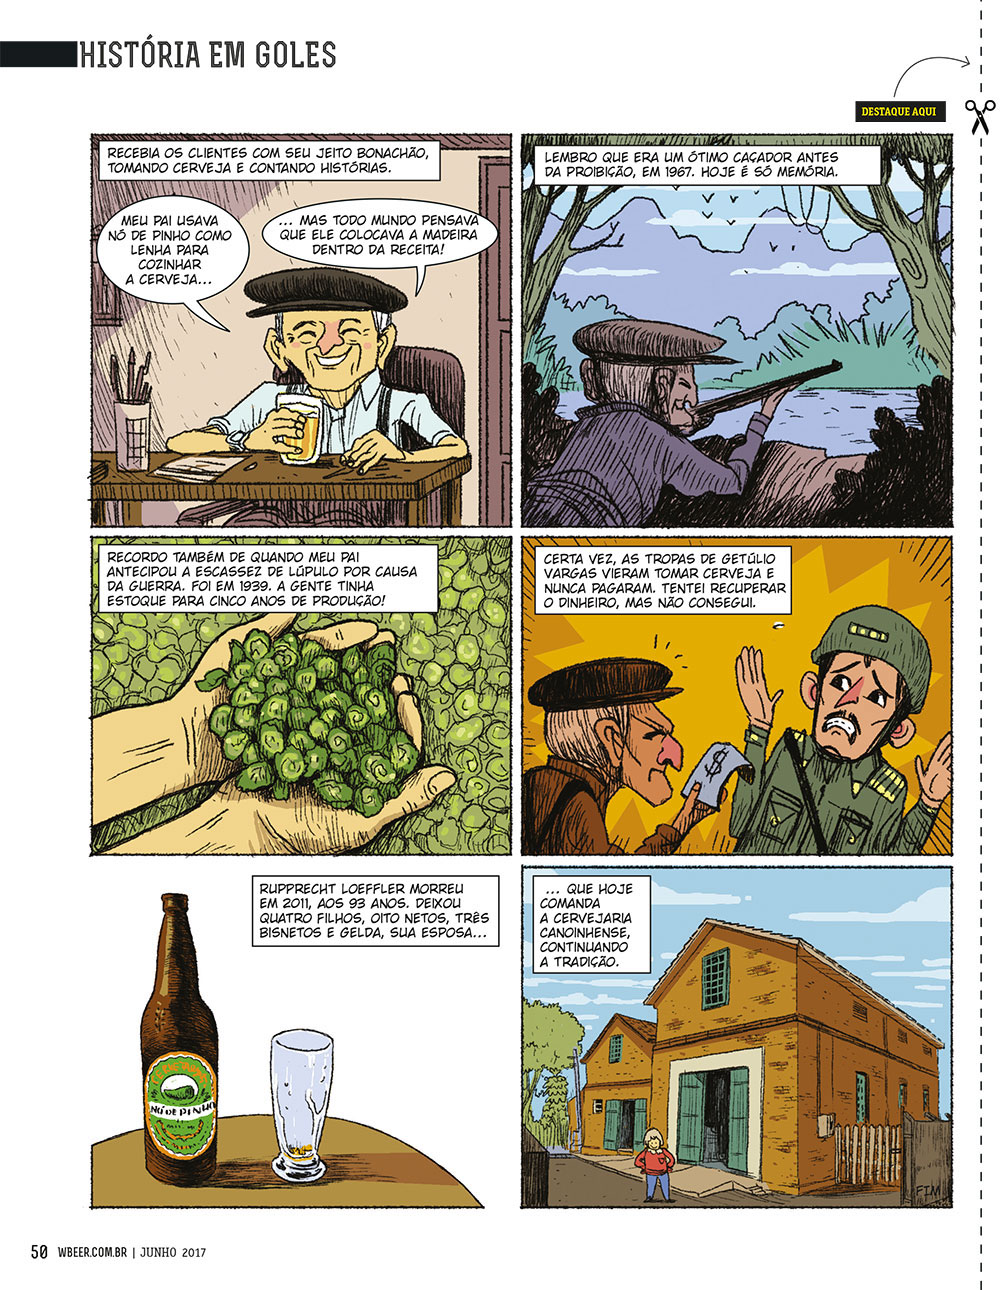 HISTÓRIA EM GOLES
DESTAQUE AQUI
RECEBIA OS CLIENTES COM SEU JEITO BONACHÃO,
TOMANDO CERVEJA E CONTANDO HISTÓRIAS.
MEU PAI USAVA
NÓ DE PINHO COMO
LENHA PARA
COZINHAR
A CERVEJA...
... MAS TODO MUNDO PENSAVA
QUE ELE COLOCAVA A MADEIRA
DENTRO DA RECEITA!
LEMBRO QUE ERA UM ÓTIMO CAÇADOR ANTES
DA PROIBIÇÃO, EM 1967. HOJE É SÓ MEMÓRIA.
RECORDO TAMBÉM DE QUANDO MEU PAI
ANTECIPOU A ESCASSEZ DE LÚPULO POR CAUSA
DA GUERRA. FOI EM 1939. A GENTE TINHA
ESTOQUE PARA CINCO ANOS DE PRODUÇÃO!
CERTA VEZ, AS TROPAS DE GETÚLIO
VARGAS VIERAM TOMAR CERVEJA E
NUNCA PAGARAM. TENTEI RECUPERAR
O DINHEIRO, MAS NÃO CONSEGUI.
$
RUPPRECHT LOEFFLER MORREU
EM 2011, AOS 93 ANOS. DEIXOU
QUATRO FILHOS, OITO NETOS, TRÊS
BISNETOS E GELDA, SUA ESPOSA...
NÓ DE PINHO
... QUE HOJE
COMANDA
A CERVEJARIA
CANOINHENSE,
CONTINUANDO
A TRADIÇÃO.
FIM
50 WBEER.COM.BR | JUNHO 2017